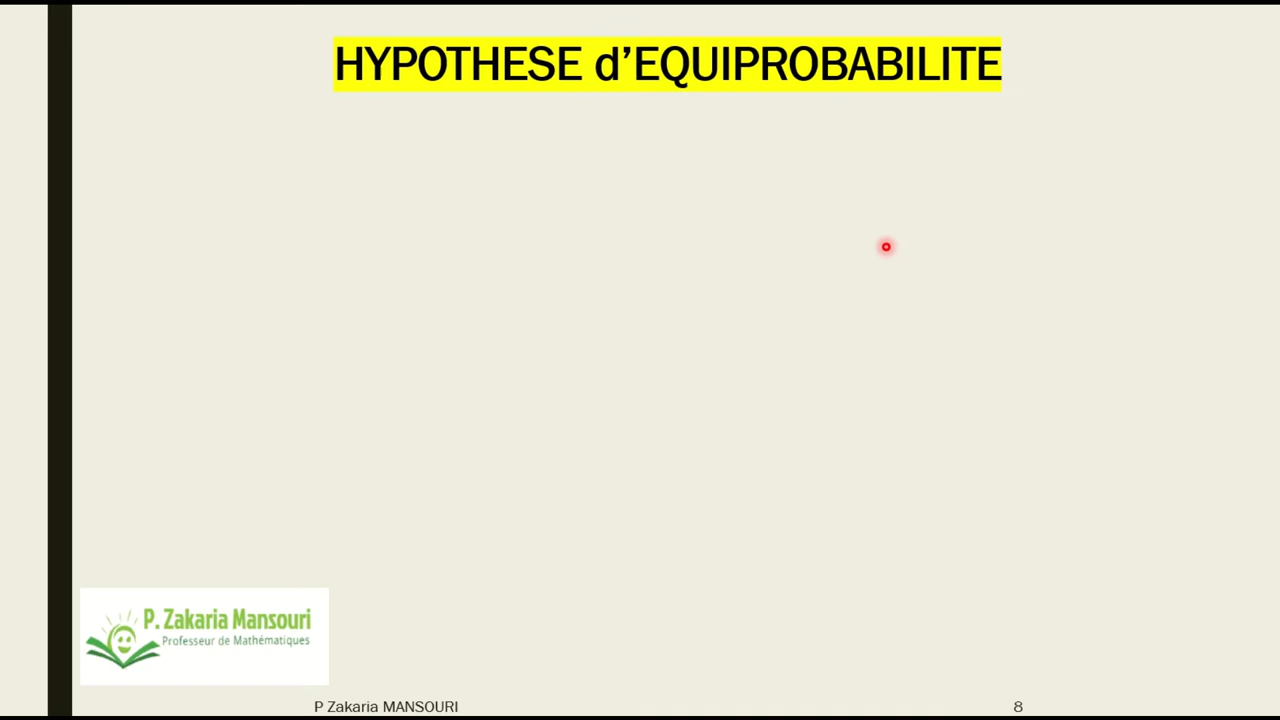 HYPOTHESE d’EQUIPROBABILITE
P. Zakaria Mansouri
Professeur de Mathématiques
P Zakaria MANSOURI
8